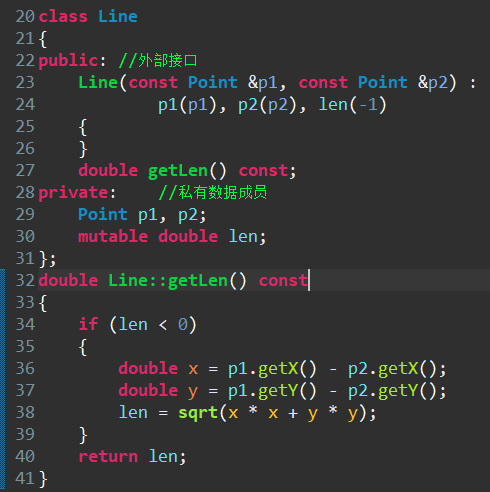 20 class Line
21 {
22 public: //外部接口
23     Line(const Point &p1, const Point &p2) :
24             p1(p1), p2(p2), len(-1)
25     {
26     }
27     double getLen() const;
28 private:    //私有数据成员
29     Point p1, p2;
30     mutable double len;
31 };
32 double Line::getLen() const
33 {
34     if (len < 0)
35     {
36         double x = p1.getX() - p2.getX();
37         double y = p1.getY() - p2.getY();
38         len = sqrt(x * x + y * y);
39     }
40     return len;
41 }